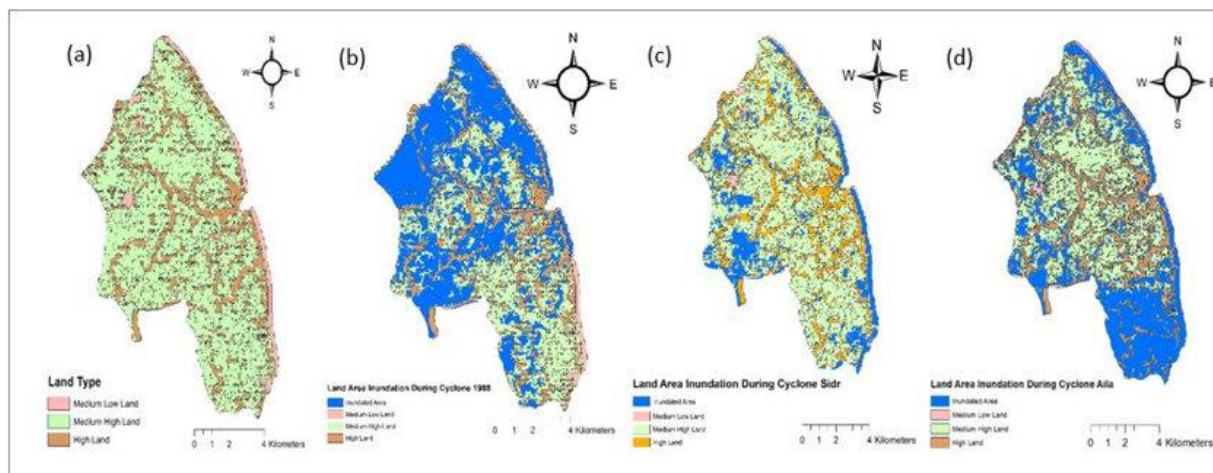 (a)
N
W E
S
Land Type
Medium Low Land
Medium High Land
High Land
0 1 2 4 Kilometers
(b)
N
W E
S
Land Area Inundation During Cyclone 1988
Inundated Area
Medium Low Land
Medium High Land
High Land
0 1 2 4 Kilometers
(c)
N
W E
S
Land Area Inundation During Cyclone Sidr
Inundated Area
Medium Low Land
Medium High Land
High Land
0 1 2 4 Kilometers
(d)
N
W E
S
Land Area Inundation During Cyclone Aila
Inundated Area
Medium Low Land
Medium High Land
High Land
0 1 2 4 Kilometers